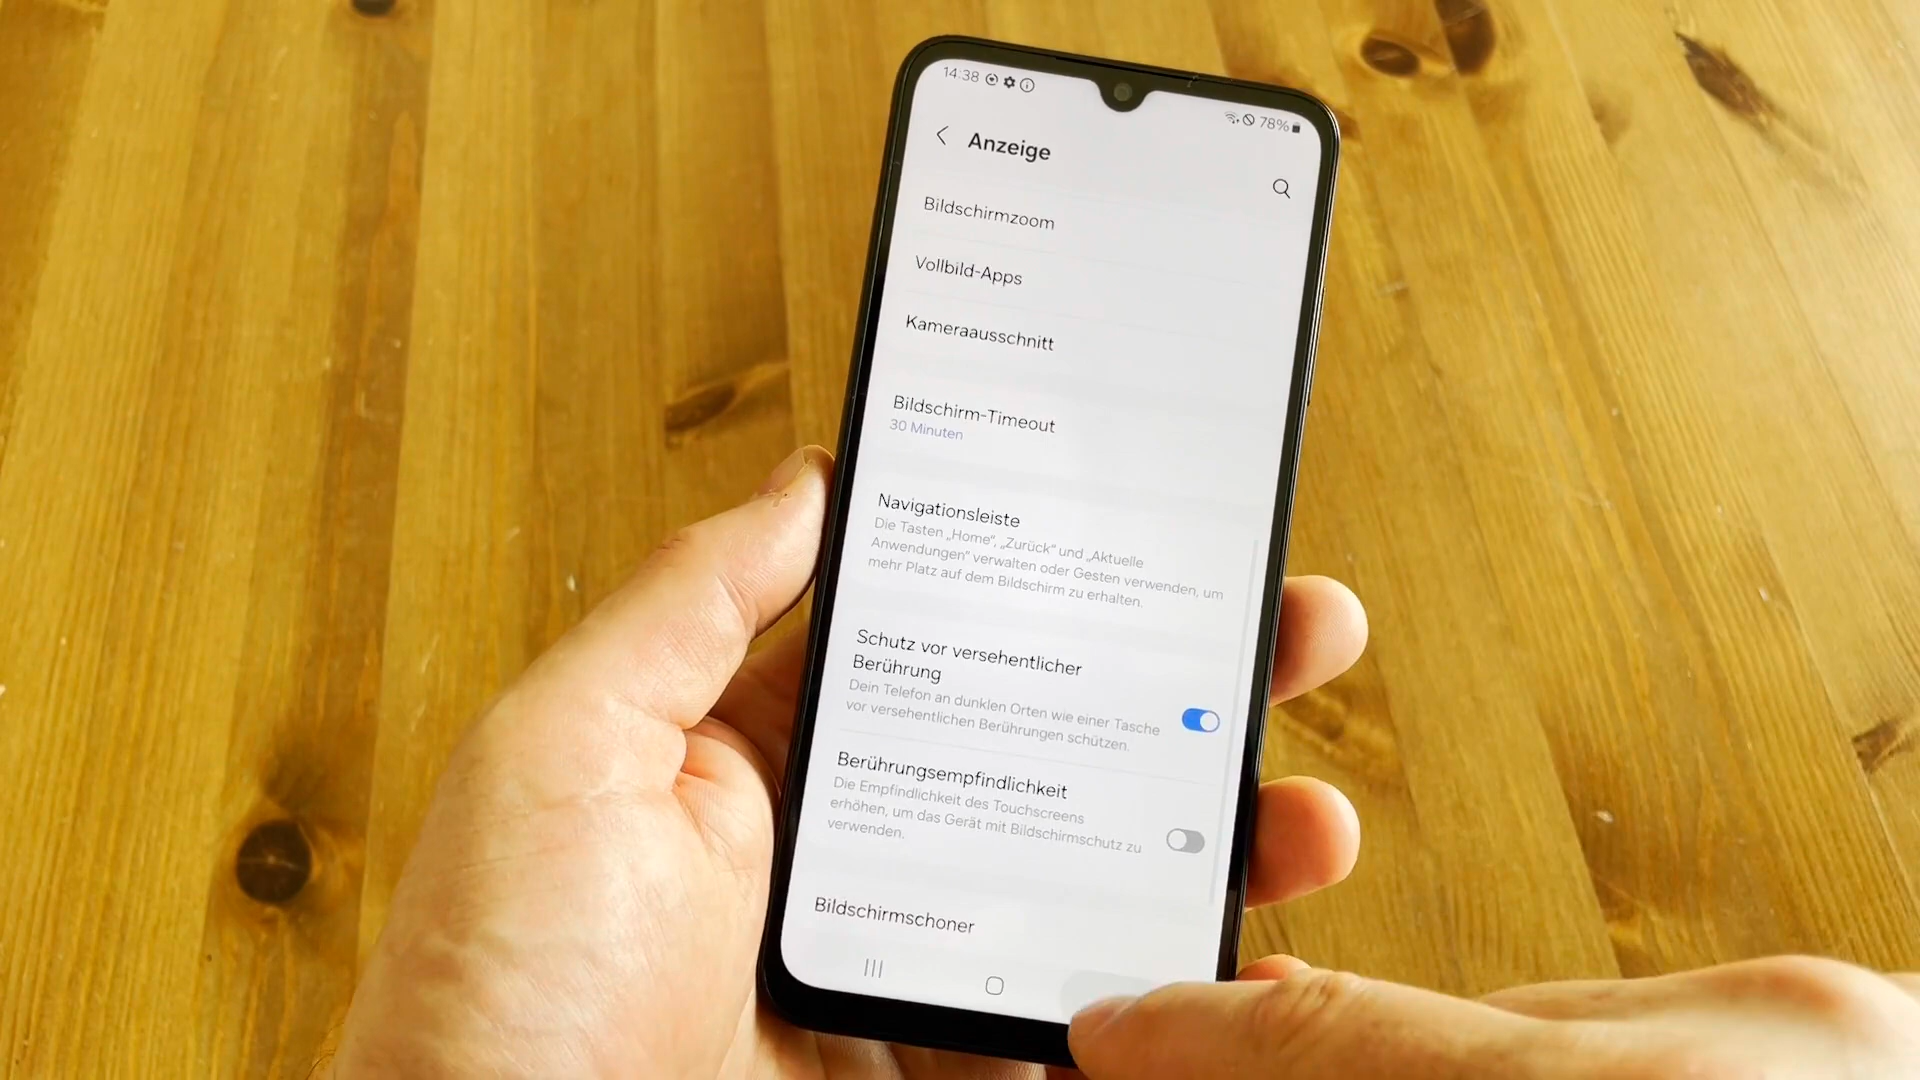 14:38
78%
Anzeige
Bildschirmzoom
Vollbild-Apps
Kameraausschnitt
Bildschirm-Timeout
30 Minuten
Navigationsleiste
Die Tasten „Home“, „Zurück“ und „Aktuelle
Anwendungen“ verwalten oder Gesten verwenden, um
mehr Platz auf dem Bildschirm zu erhalten.
Schutz vor versehentlicher
Berührung
Dein Telefon an dunklen Orten wie einer Tasche
vor versehentlichen Berührungen schützen.
Berührungsempfindlichkeit
Die Empfindlichkeit des Touchscreens
erhöhen, um das Gerät mit Bildschirmschutz zu
verwenden.
Bildschirmschoner